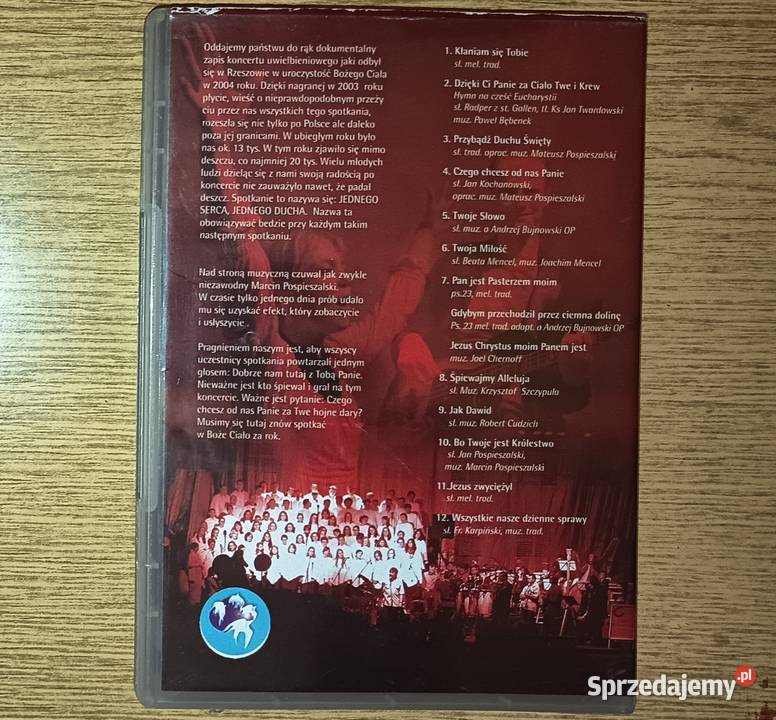 Oddajemy państwu do rąk dokumentalny
zapis koncertu uwielbieniowego jaki odbył
się w Rzeszowie w uroczystość Bożego Ciała
w 2004 roku. Dzięki nagranej w 2003 roku
płycie, wieść o nieprawdopodobnym przeży
ciu przez nas wszystkich tego spotkania,
rozeszła się nie tylko po Polsce ale daleko
poza jej granicami. W ubiegłym roku było
nas ok. 13 tys. W tym roku zjawiło się mimo
deszczu, co najmniej 20 tys. Wielu młodych
ludzi dzieląc się z nami swoją radością po
koncercie nie zauważyło nawet, że padał
deszcz. Spotkanie to nazywa się: JEDNEGO
SERCA, JEDNEGO DUCHA. Nazwa ta
obowiązywać bedzie przy każdym takim
następnym spotkaniu.
Nad stroną muzyczną czuwał jak zwykle
niezawodny Marcin Pospieszalski.
W czasie tylko jednego dnia prób udało
mu się uzyskać efekt, który zobaczycie
i usłyszycie .
Pragnieniem naszym jest, aby wszyscy
uczestnicy spotkania powtarzali jednym
głosem: Dobrze nam tutaj z Tobą Panie.
Nieważne jest kto śpiewał i grał na tym
koncercie. Ważne jest pytanie: Czego
chcesz od nas Panie za Twe hojne dary?
Musimy się tutaj znów spotkać
w Boże Ciało za rok.
1. Kłaniam się Tobie
sł. mel. trad.
2. Dzięki Ci Panie za Ciało Twe i Krew
Hymn na cześć Eucharystii
sł. Radper z st. Gallen, tł. Ks Jan Twardowski
muz. Paweł Bębenek
3. Przybądź Duchu Święty
sł. trad. oprac. muz. Mateusz Pospieszalski
4. Czego chcesz od nas Panie
sł. Jan Kochanowski,
oprac. muz. Mateusz Pospieszalski
5. Twoje Słowo
sł. muz. o Andrzej Bujnowski OP
6. Twoja Miłość
sł. Beata Mencel, muz. Joachim Mencel
7. Pan jest Pasterzem moim
ps.23, mel. trad.
Gdybym przechodził przez ciemna dolinę
Ps. 23 mel. trad. adapt. o Andrzej Bujnowski OP
Jezus Chrystus moim Panem jest
muz. Joel Chernoff
8. Śpiewajmy Alleluja
sł. Muz. Krzysztof Szczypuła
9. Jak Dawid
sł. muz. Robert Cudzich
10. Bo Twoje jest Królestwo
sł. Jan Pospieszalski,
muz. Marcin Pospieszalski
11.Jezus zwyciężył
sł. mel. trad.
12. Wszystkie nasze dzienne sprawy
sł. Fr. Karpiński, muz. trad.
Sprzedajemy.pl